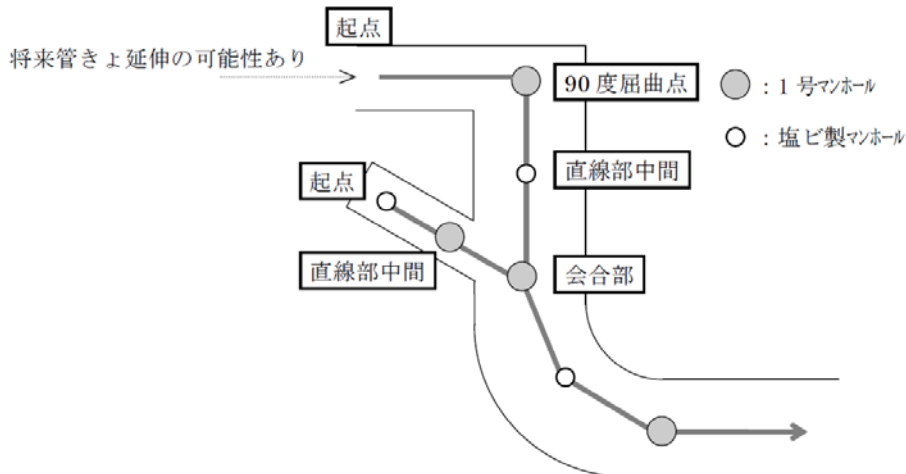 起点
将来管きょ延伸の可能性あり
90度屈曲点
：1号マンホール
：塩ビ製マンホール
直線部中間
起点
直線部中間
会合部